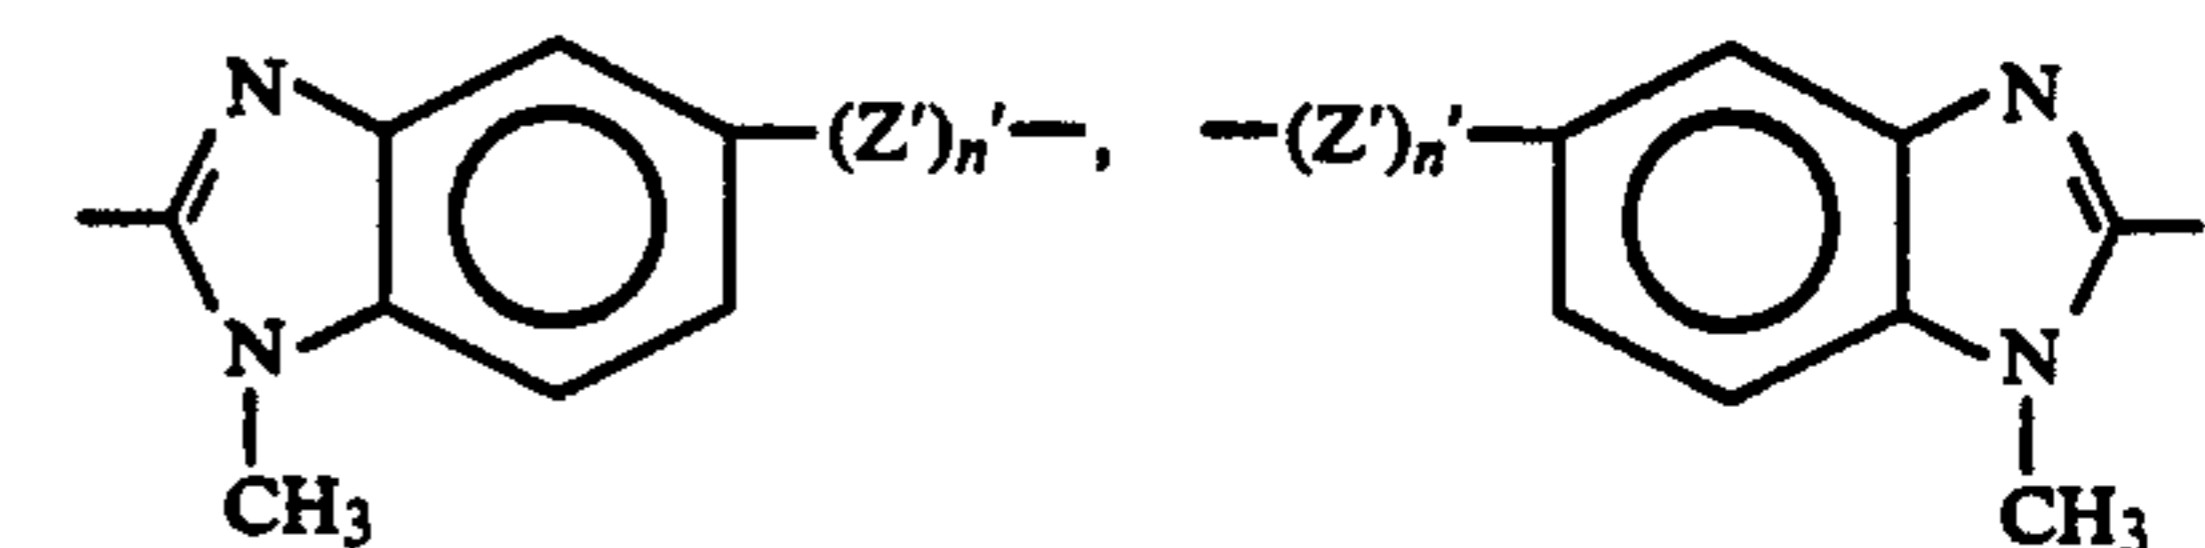 N N
—(Z')n'—, —(Z')n'—
N N
CH3 CH3